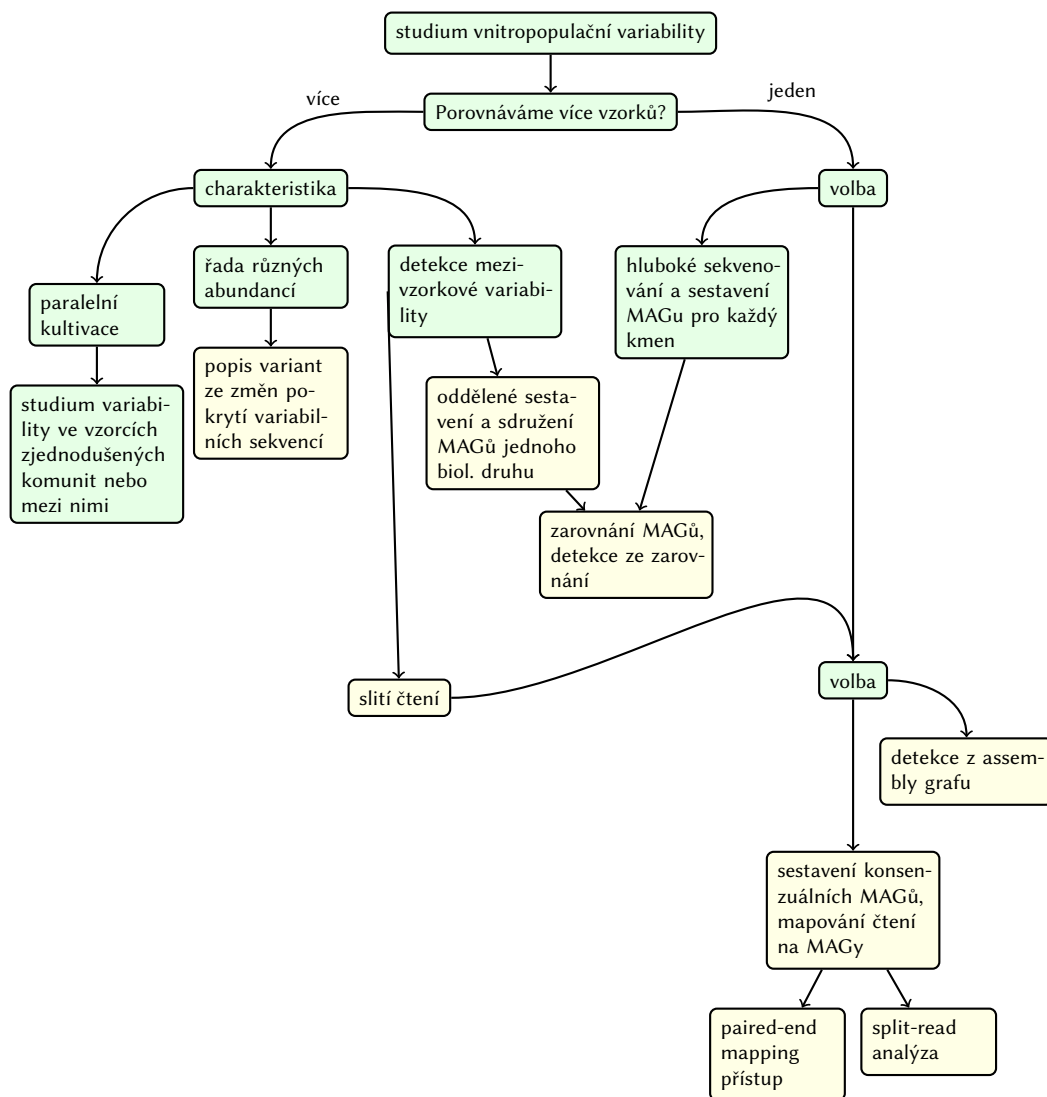 studium vnitropopulační variability
Porovnáváme více vzorků?
více
jeden
charakteristika
volba
paralelní
kultivace
řada různých
abundancí
detekce mezi-
vzorkové variabi-
lity
hluboké sekveno-
vání a sestavení
MAGu pro každý
kmen
studium variabi-
lity ve vzorcích
zjednodušených
komunit nebo
mezi nimi
popis variant
ze změn po-
krytí variabil-
ních sekvencí
oddělené sesta-
vení a sdružení
MAGů jednoho
biol. druhu
zarovnání MAGů,
detekce ze zarov-
nání
slití čtení
volba
detekce z assem-
bly grafu
sestavení konsen-
zuálních MAGů,
mapování čtení
na MAGy
paired-end
mapping
přístup
split-read
analýza